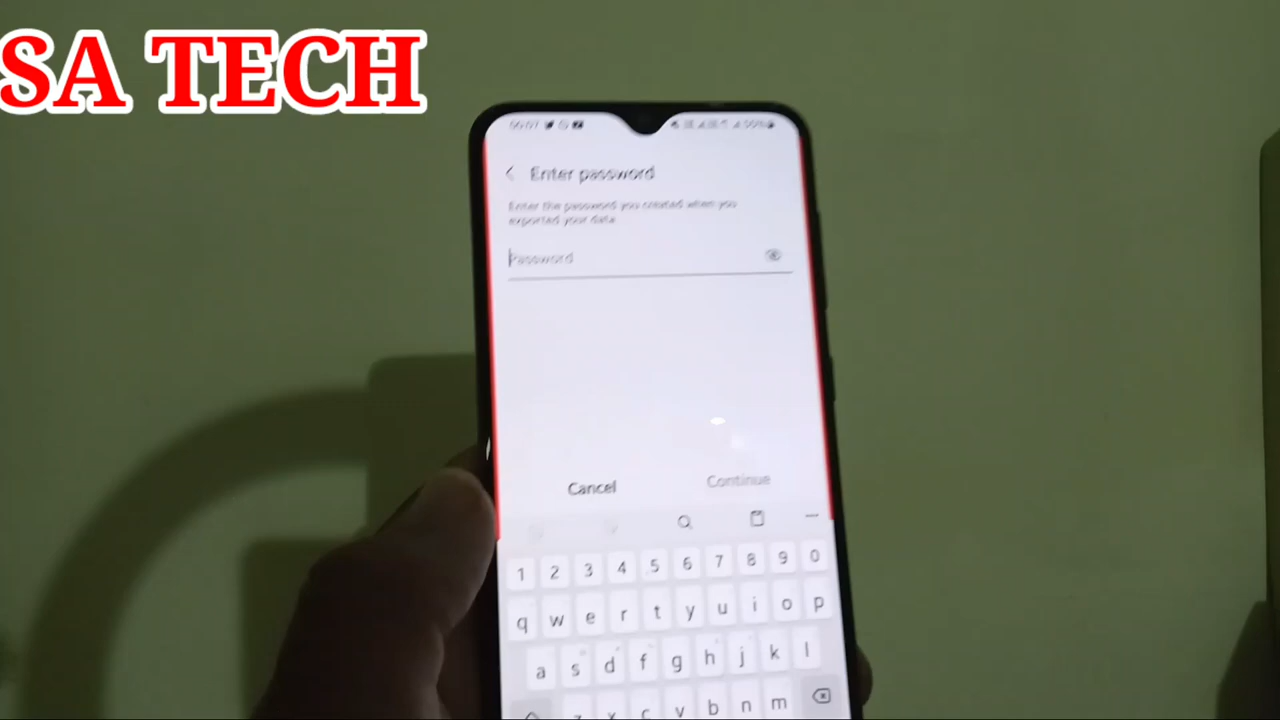 SA TECH
Enter password
Enter the password you created when you
exported your data
Password
Cancel
Continue
1 2 3 4 5 6 7 8 9 0
q w e r t y u i o p
a s d f g h j k l
z x c v b n m